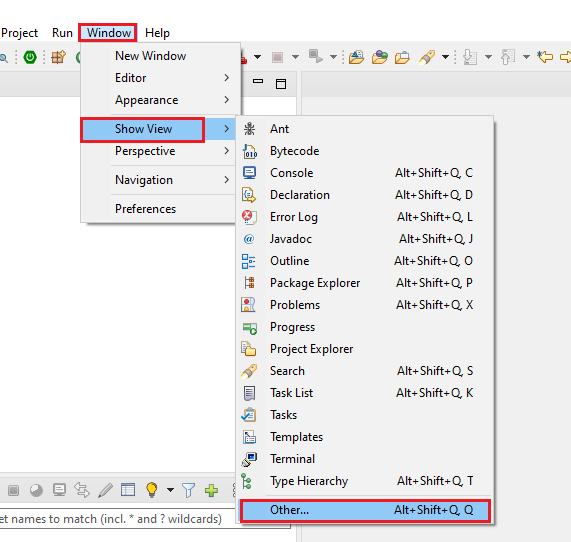 Project Run Window Help
New Window
Editor
Appearance
Show View
Perspective
Navigation
Preferences
Ant
Bytecode
Console Alt+Shift+Q, C
Declaration Alt+Shift+Q, D
Error Log Alt+Shift+Q, L
Javadoc Alt+Shift+Q, J
Outline Alt+Shift+Q, O
Package Explorer Alt+Shift+Q, P
Problems Alt+Shift+Q, X
Progress
Project Explorer
Search Alt+Shift+Q, S
Task List Alt+Shift+Q, K
Tasks
Templates
Terminal
Type Hierarchy Alt+Shift+Q, T
Other... Alt+Shift+Q, Q
et names to match (incl. * and ? wildcards)